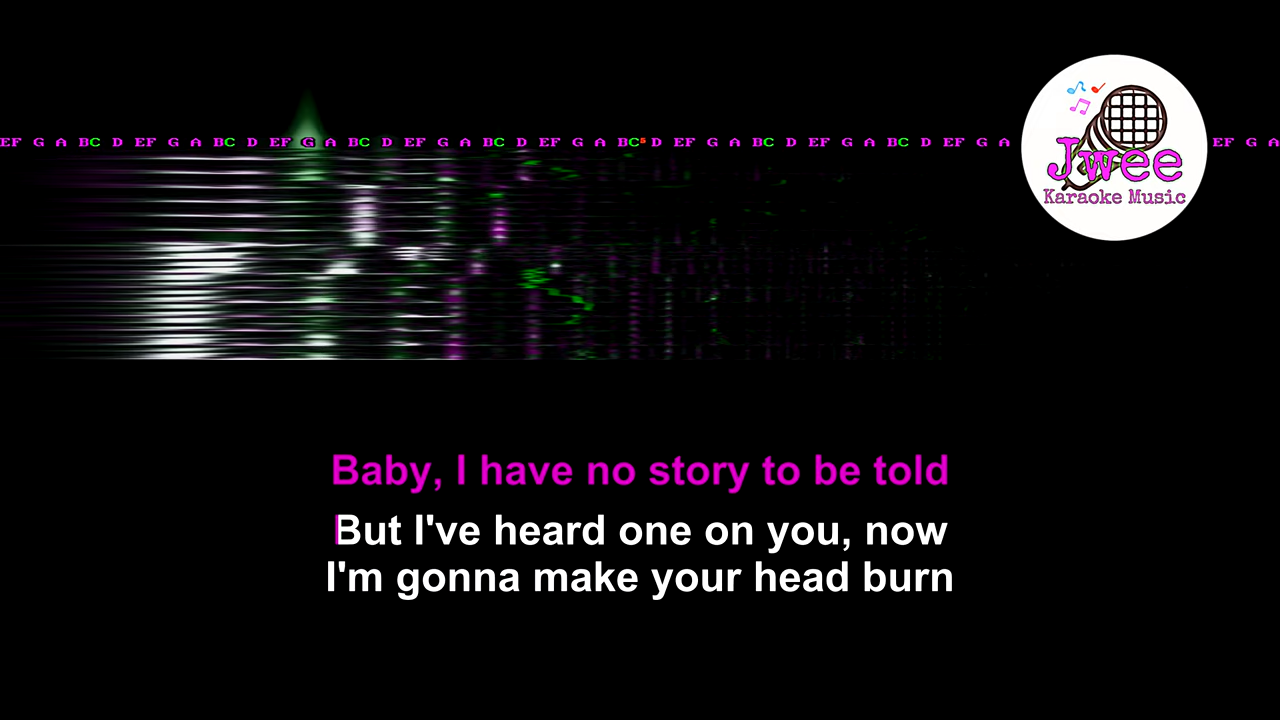 EF G A BC D EF G A BC D EF G A BC D EF G A BC D EF G A BC6 D EF G A BC D EF G A BC D EF G A EF G A
Jwee
Karaoke Music
Baby, I have no story to be told
But I've heard one on you, now
I'm gonna make your head burn